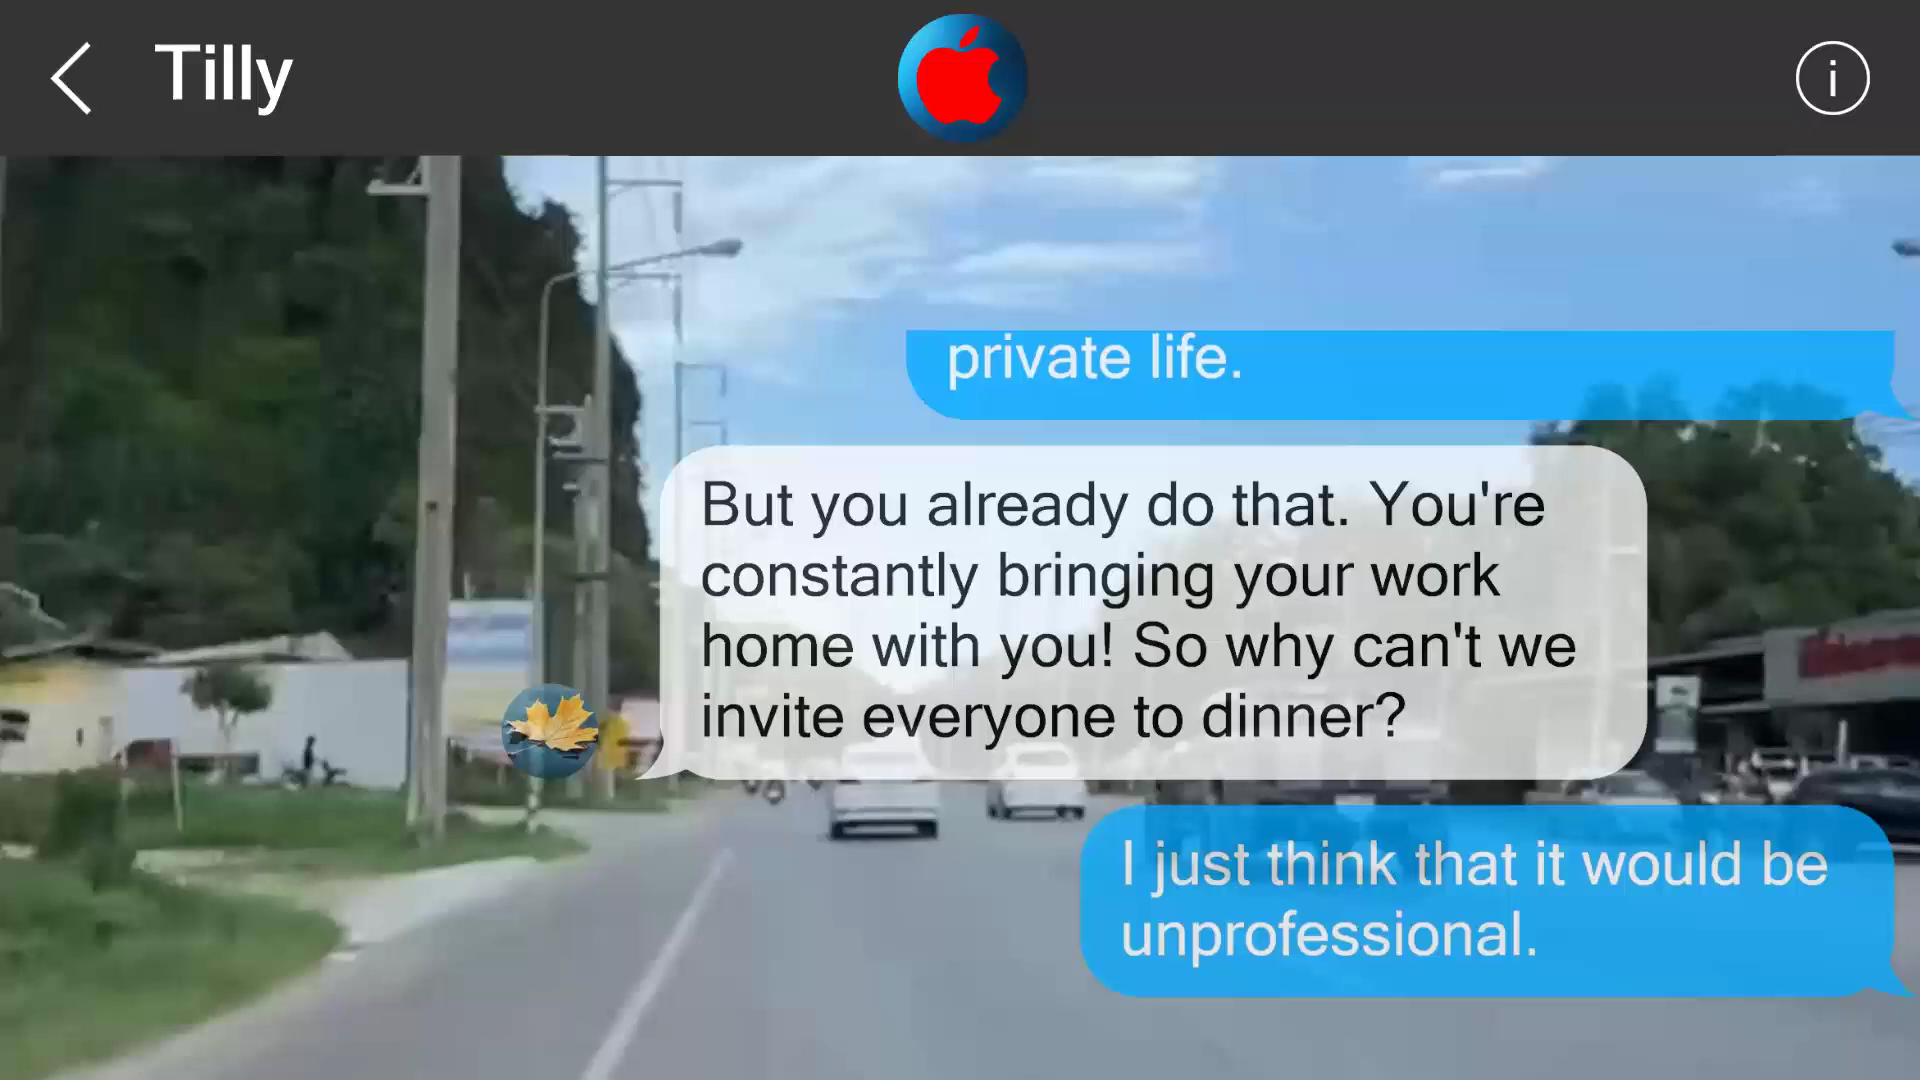 Tilly
i
private life.
But you already do that. You're
constantly bringing your work
home with you! So why can't we
invite everyone to dinner?
I just think that it would be
unprofessional.